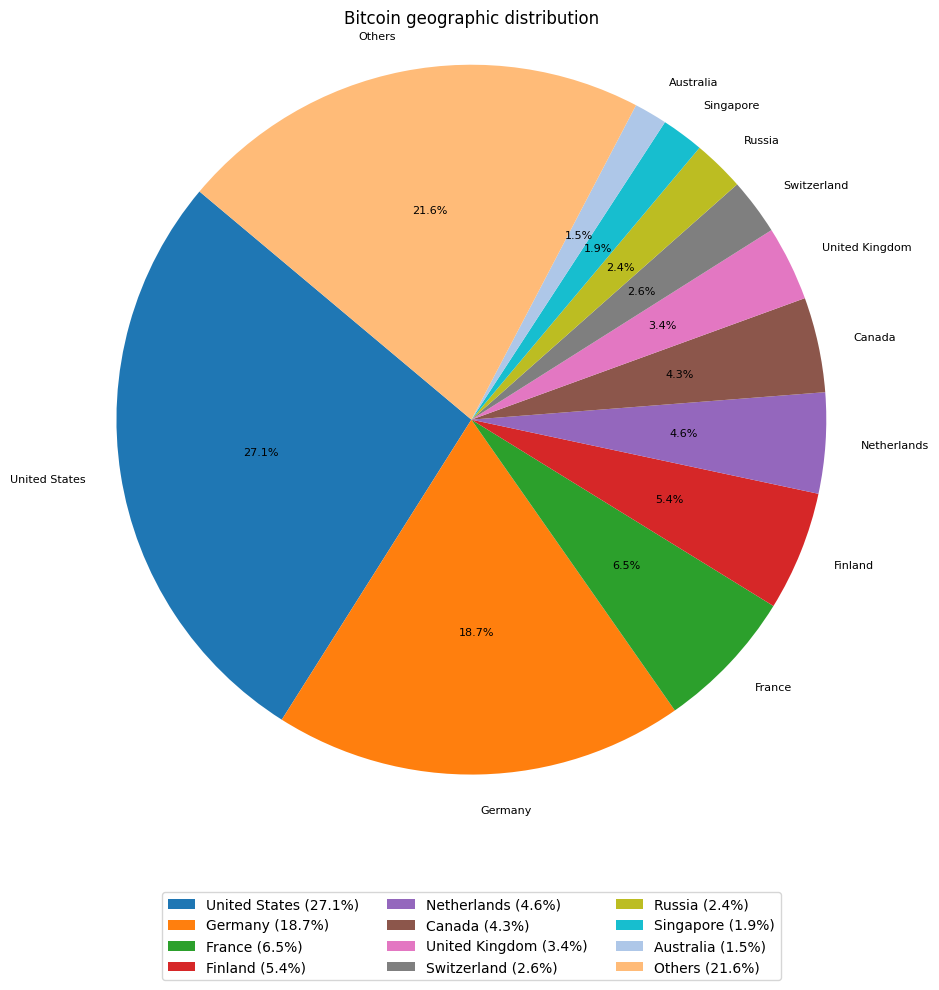 Bitcoin geographic distribution
Others
Australia
Singapore
Russia
Switzerland
United Kingdom
Canada
Netherlands
Finland
France
Germany
United States
21.6%
1.5%
1.9%
2.4%
2.6%
3.4%
4.3%
4.6%
5.4%
6.5%
18.7%
27.1%
United States (27.1%)
Germany (18.7%)
France (6.5%)
Finland (5.4%)
Netherlands (4.6%)
Canada (4.3%)
United Kingdom (3.4%)
Switzerland (2.6%)
Russia (2.4%)
Singapore (1.9%)
Australia (1.5%)
Others (21.6%)